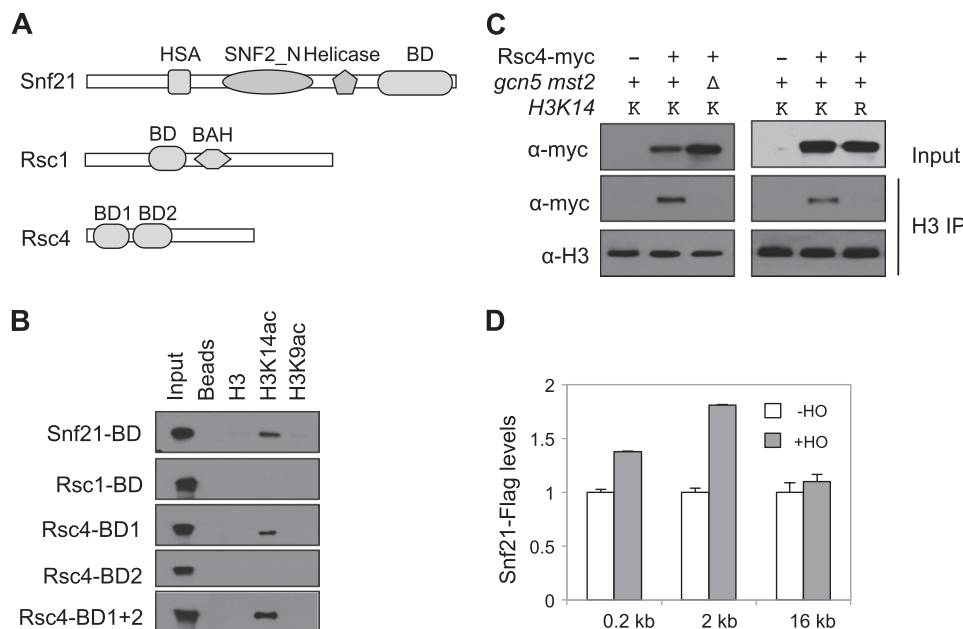 A
HSA SNF2_N Helicase BD
Snf21
BD BAH
Rsc1
BD1 BD2
Rsc4
B
Input Beads H3 H3K14ac H3K9ac
Snf21-BD
Rsc1-BD
Rsc4-BD1
Rsc4-BD2
Rsc4-BD1+2
C
Rsc4-myc – + + – + +
gcn5 mst2 + + Δ + + +
H3K14 K K K K K R
α-myc Input
α-myc
α-H3
H3 IP
D
Snf21-Flag levels
2
1.5
1
0.5
0
-HO
+HO
0.2 kb 2 kb 16 kb